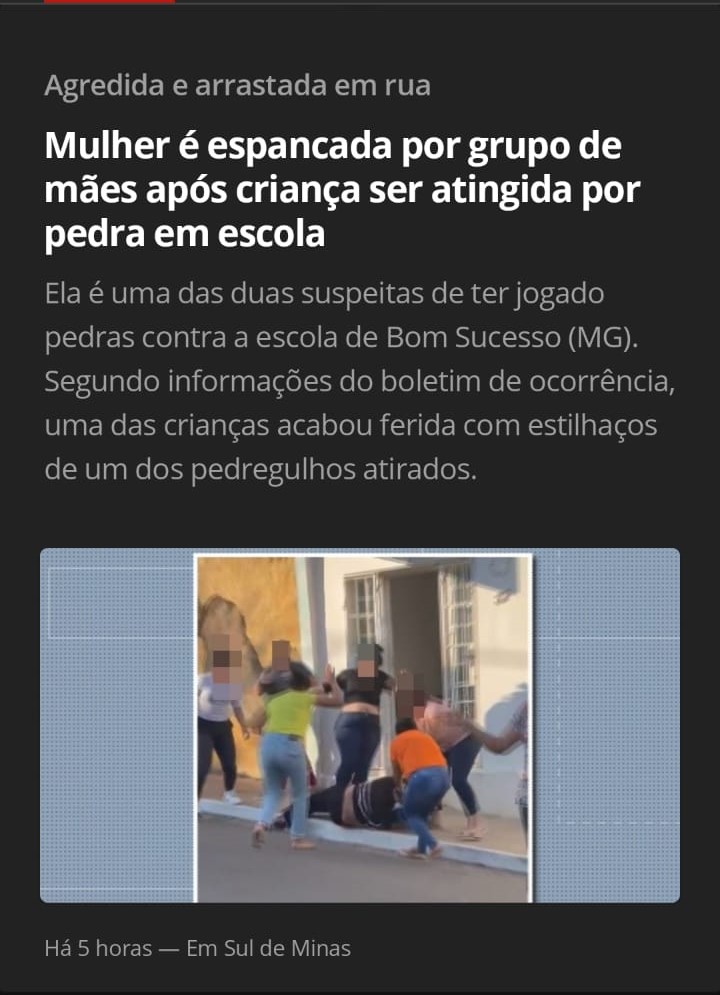 Agredida e arrastada em rua
Mulher é espancada por grupo de
mães após criança ser atingida por
pedra em escola
Ela é uma das duas suspeitas de ter jogado
pedras contra a escola de Bom Sucesso (MG).
Segundo informações do boletim de ocorrência,
uma das crianças acabou ferida com estilhaços
de um dos pedregulhos atirados.
Há 5 horas — Em Sul de Minas